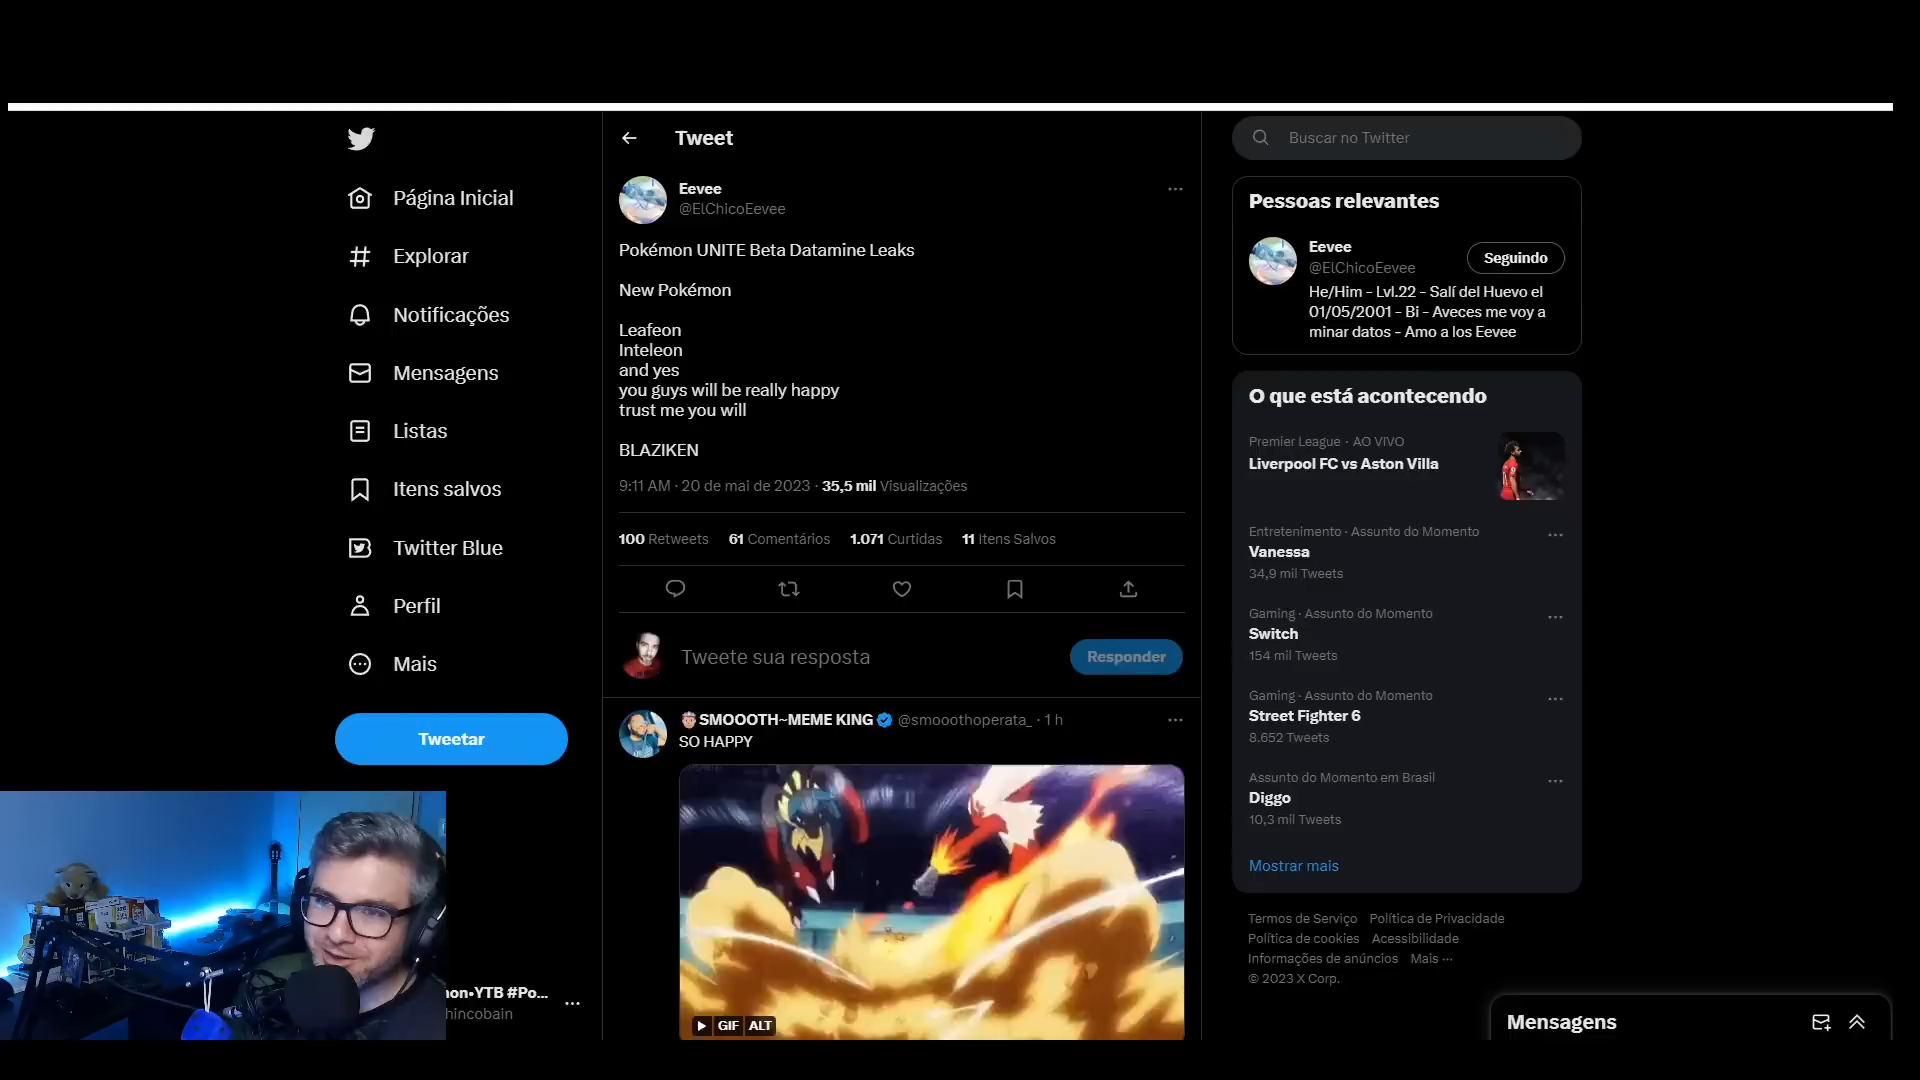 Página Inicial
Explorar
Notificações
Mensagens
Listas
Itens salvos
Twitter Blue
Perfil
Mais
Tweetar
non•YTB #Po...
hincobain
Tweet
Eevee
@ElChicoEevee
Pokémon UNITE Beta Datamine Leaks
New Pokémon
Leafeon
Inteleon
and yes
you guys will be really happy
trust me you will
BLAZIKEN
9:11 AM · 20 de mai de 2023 · 35,5 mil Visualizações
100 Retweets 61 Comentários 1.071 Curtidas 11 Itens Salvos
Tweete sua resposta
Responder
SMOOOTH~MEME KING @smooothoperata_ · 1 h
SO HAPPY
GIF ALT
Buscar no Twitter
Pessoas relevantes
Eevee
@ElChicoEevee
Seguindo
He/Him - Lvl.22 - Salí del Huevo el
01/05/2001 - Bi - Aveces me voy a
minar datos - Amo a los Eevee
O que está acontecendo
Premier League · AO VIVO
Liverpool FC vs Aston Villa
Entretenimento · Assunto do Momento
Vanessa
34,9 mil Tweets
Gaming · Assunto do Momento
Switch
154 mil Tweets
Gaming · Assunto do Momento
Street Fighter 6
8.652 Tweets
Assunto do Momento em Brasil
Diggo
10,3 mil Tweets
Mostrar mais
Termos de Serviço Política de Privacidade
Política de cookies Acessibilidade
Informações de anúncios Mais ···
© 2023 X Corp.
Mensagens